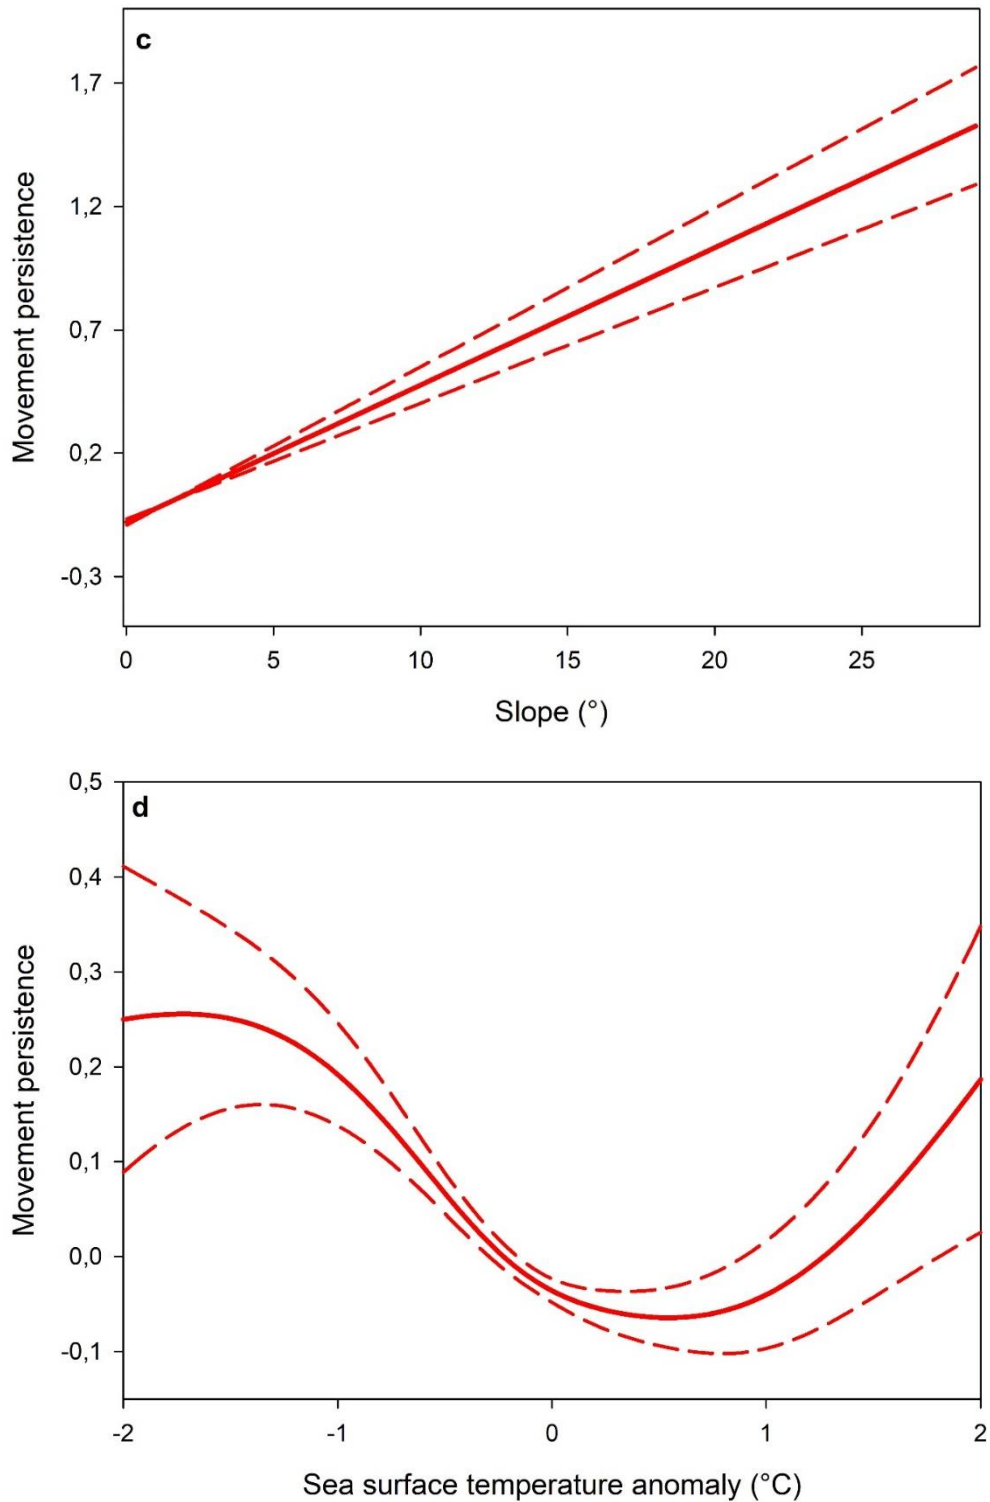 c
1,7
1,2
0,7
0,2
-0,3
Movement persistence
0 5 10 15 20 25
Slope (°)
d
0,5
0,4
0,3
0,2
0,1
0,0
-0,1
Movement persistence
-2 -1 0 1 2
Sea surface temperature anomaly (°C)